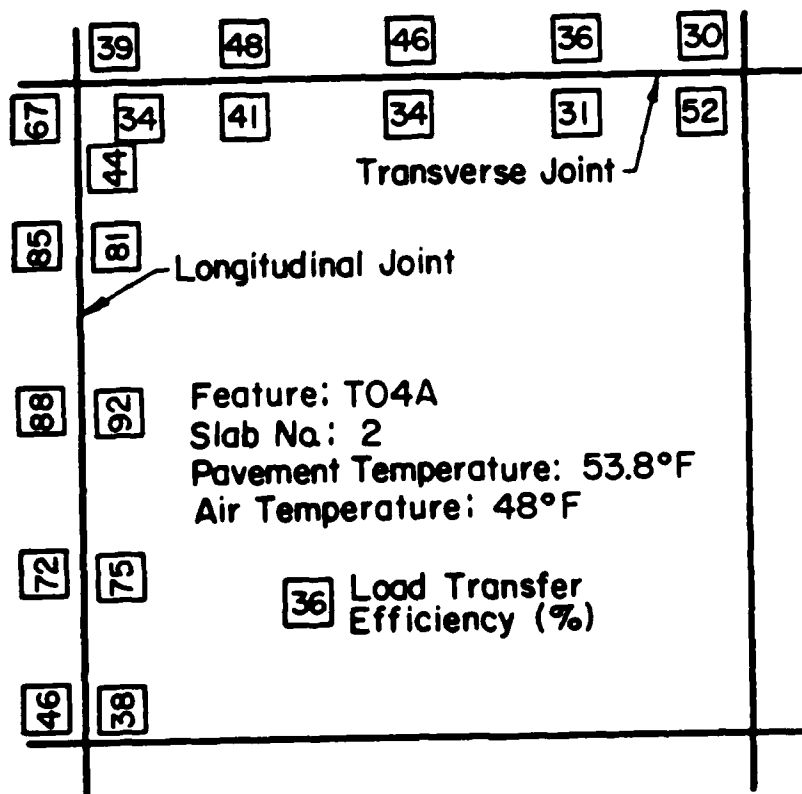 39 48 46 36 30
67 34 41 34 31 52
44
Transverse Joint
85 81
Longitudinal Joint
88 92
Feature: TO4A
Slab No.: 2
Pavement Temperature: 53.8°F
Air Temperature: 48°F
72 75
36 Load Transfer
Efficiency (%)
46 38